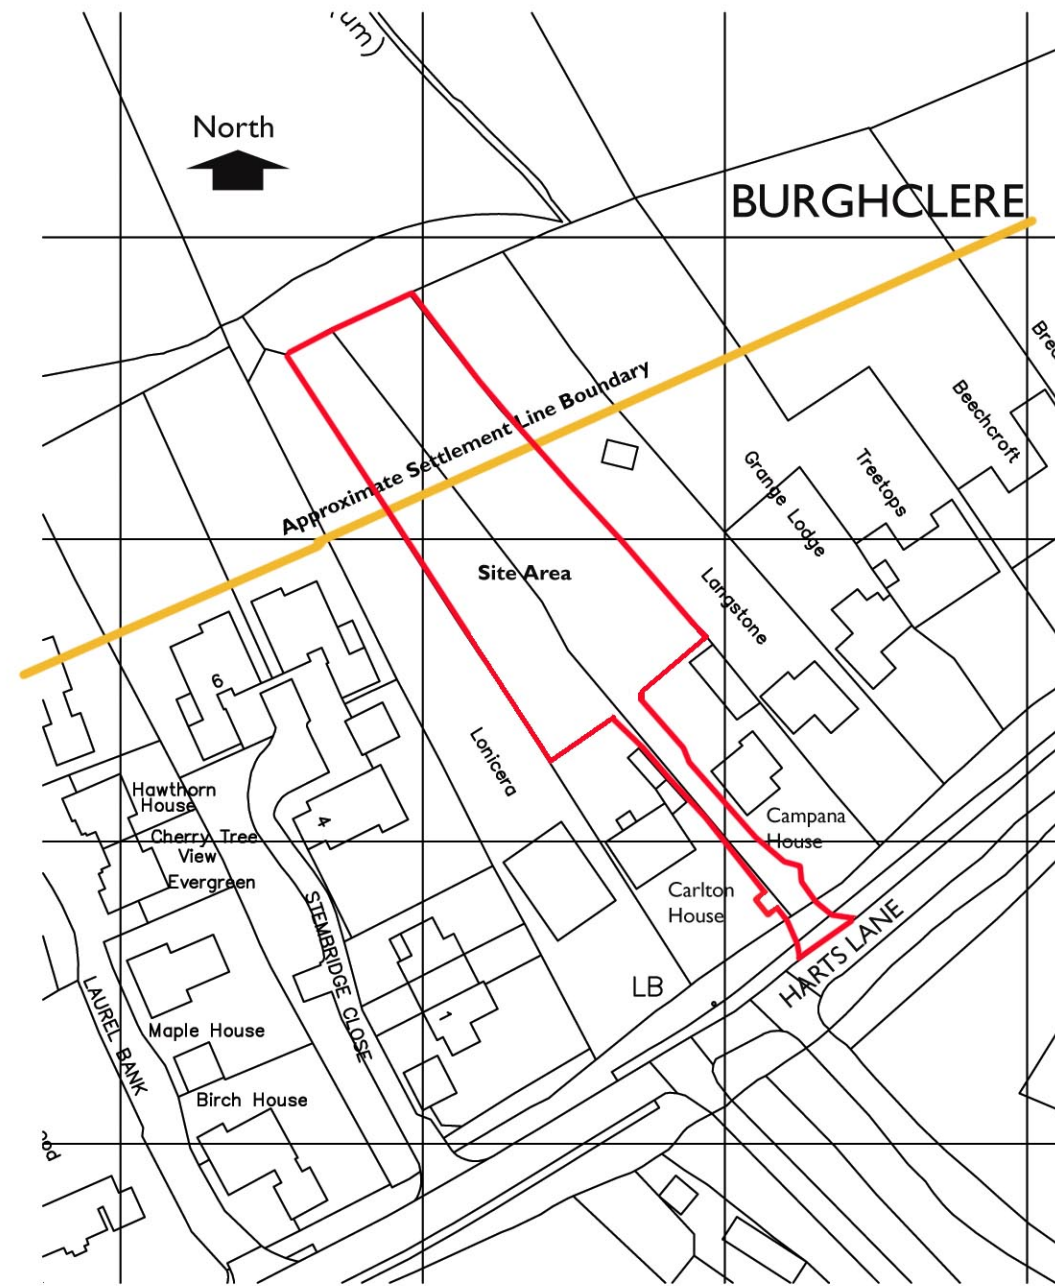 North
BURGHCLERE
Approximate Settlement Line Boundary
Beechcroft
Treetops
Grange Lodge
Langstone
Site Area
6
Lonicera
Hawthorn
House
Cherry Tree
View
Evergreen
4
Campana
House
Carlton
House
HARTS LANE
STEMBRIDGE CLOSE
LB
LAUREL BANK
Maple House
1
Birch House